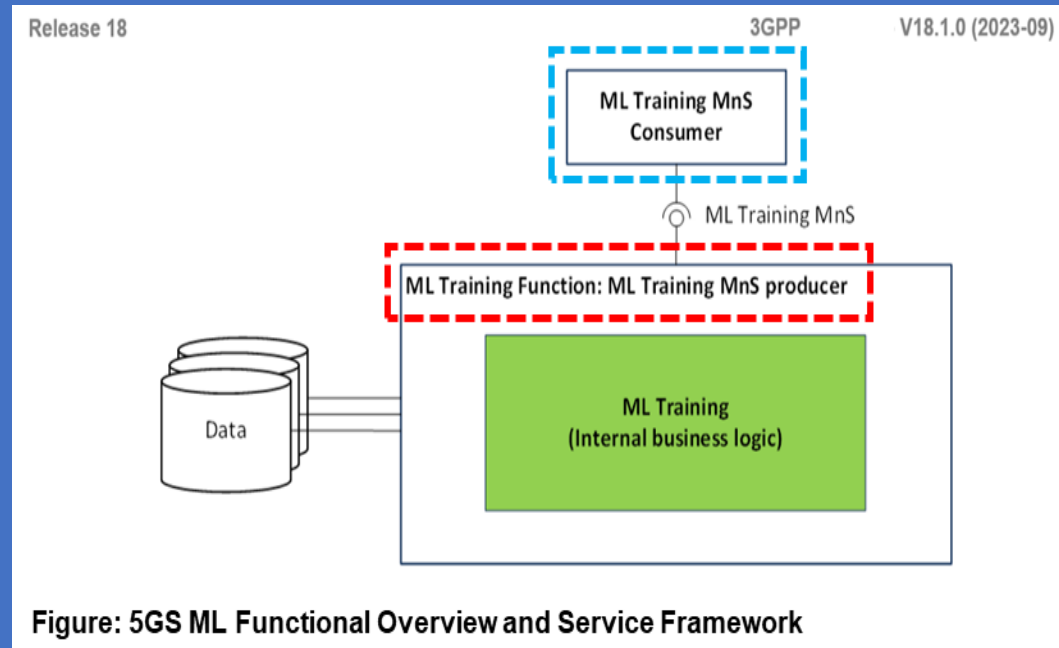 Release 18 3GPP V18.1.0 (2023-09)
ML Training MnS
Consumer
ML Training MnS
ML Training Function: ML Training MnS producer
ML Training
(Internal business logic)
Data
Figure: 5GS ML Functional Overview and Service Framework